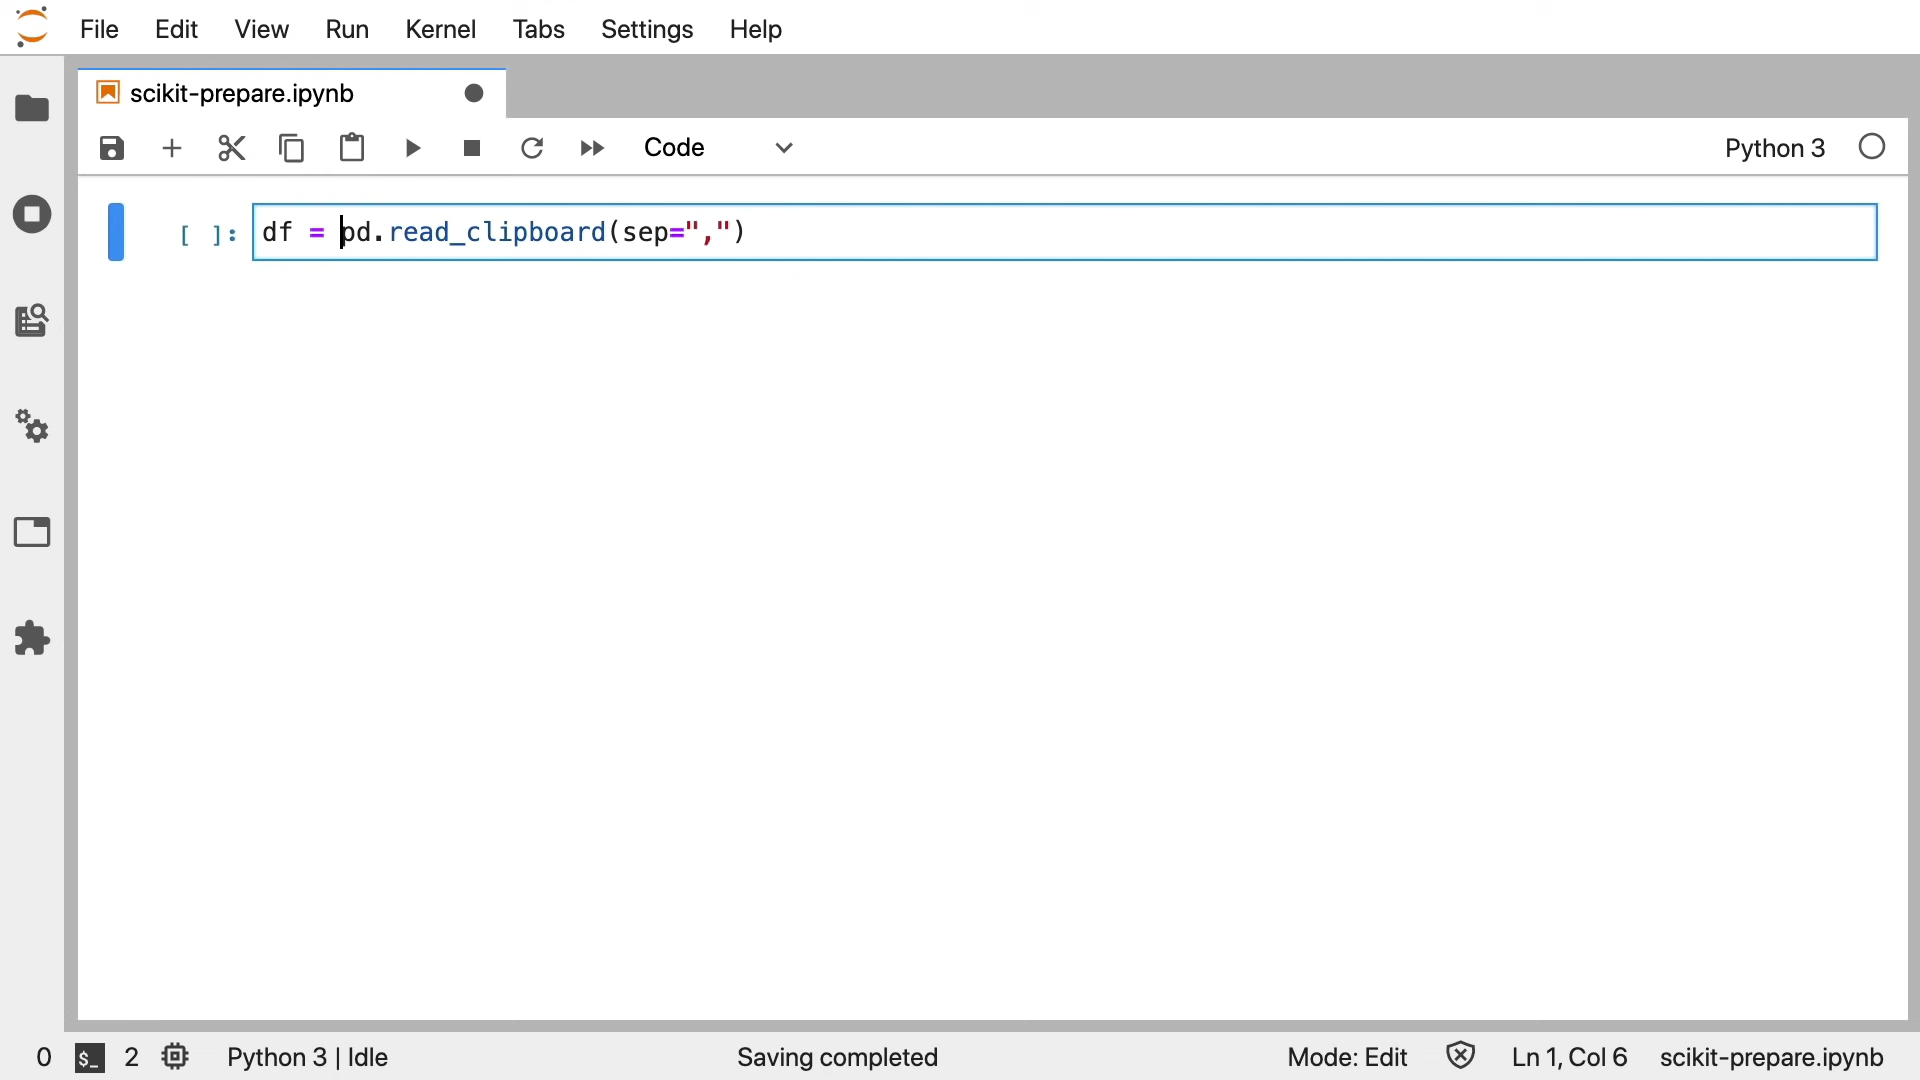 File Edit View Run Kernel Tabs Settings Help
scikit-prepare.ipynb
Code Python 3
[ ]: df = pd.read_clipboard(sep=",")
0 $_ 2 Python 3 | Idle Saving completed Mode: Edit Ln 1, Col 6 scikit-prepare.ipynb